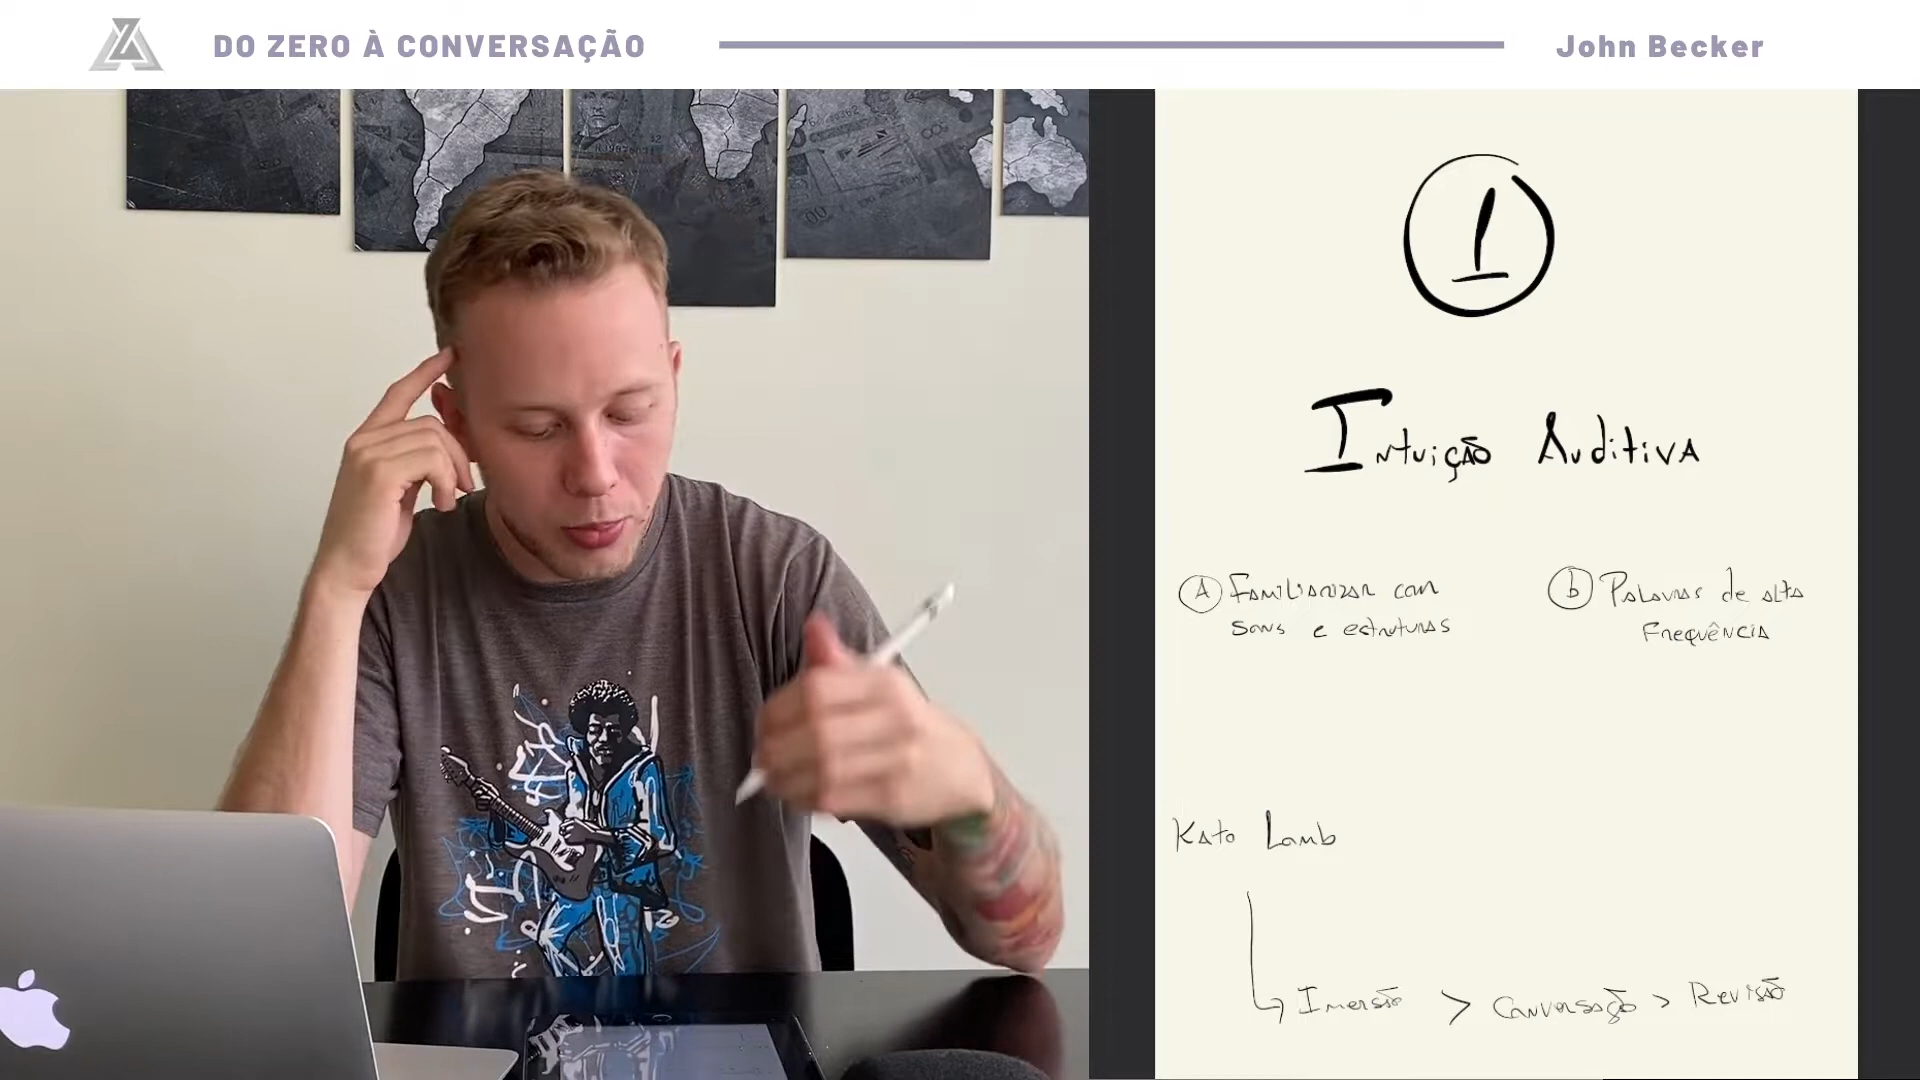 DO ZERO À CONVERSAÇÃO
John Becker
1
Intuição Auditiva
A Familiarizar com
sons e estruturas
b Palavras de alta
Frequência
Kato Lomb
Imersão > Conversação > Revisão